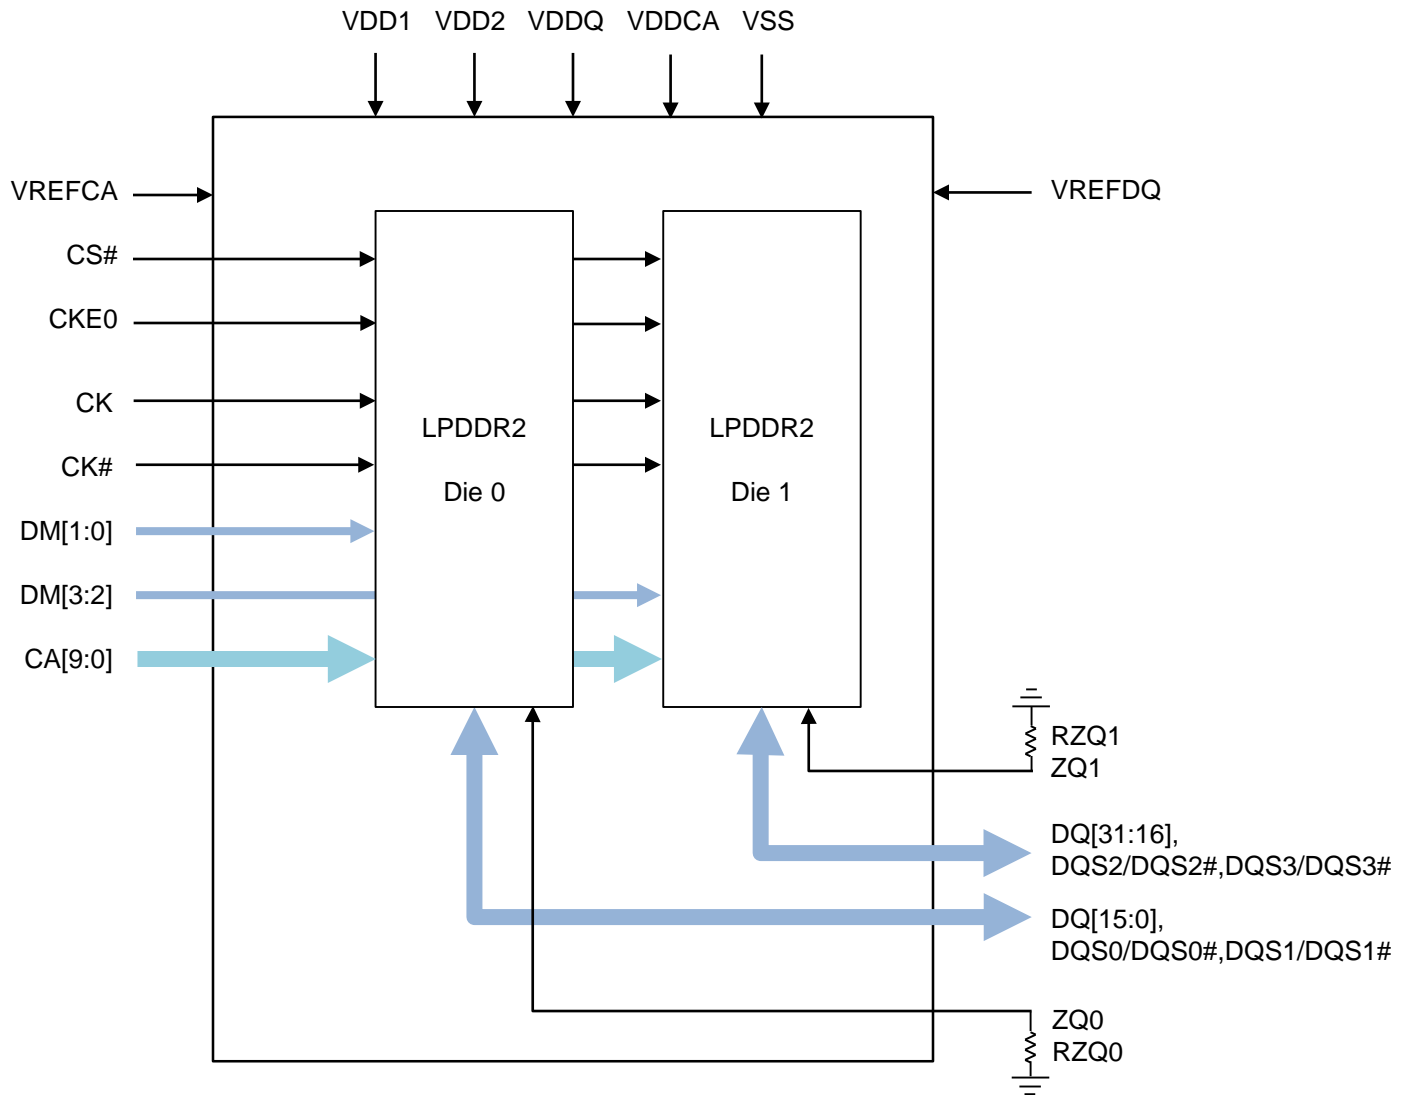 VDD1 VDD2 VDDQ VDDCA VSS
VREFCA
VREFDQ
CS#
CKE0
CK
CK#
DM[1:0]
DM[3:2]
CA[9:0]
LPDDR2
Die 0
LPDDR2
Die 1
RZQ1
ZQ1
DQ[31:16],
DQS2/DQS2#,DQS3/DQS3#
DQ[15:0],
DQS0/DQS0#,DQS1/DQS1#
ZQ0
RZQ0